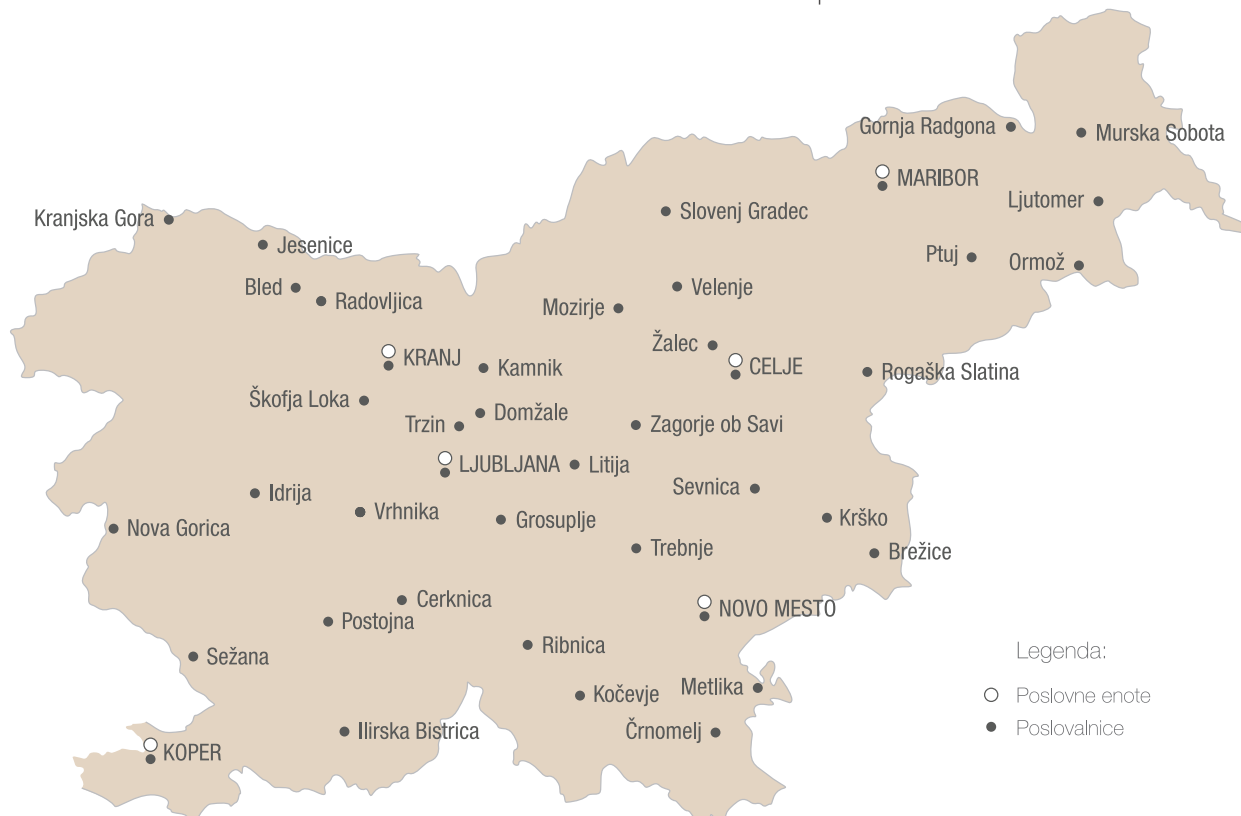 Gornja Radgona
Murska Sobota
MARIBOR
Ljutomer
Slovenj Gradec
Kranjska Gora
Jesenice
Ptuj
Ormož
Bled
Radovljica
Velenje
Mozirje
Žalec
KRANJ
Kamnik
CELJE
Rogaška Slatina
Škofja Loka
Domžale
Trzin
Zagorje ob Savi
LJUBLJANA
Litija
Sevnica
Idrija
Vrhnika
Grosuplje
Krško
Nova Gorica
Trebnje
Brežice
Cerknica
NOVO MESTO
Postojna
Ribnica
Sežana
Legenda:
Metlika
Kočevje
Poslovne enote
Ilirska Bistrica
Črnomelj
Poslovalnice
KOPER